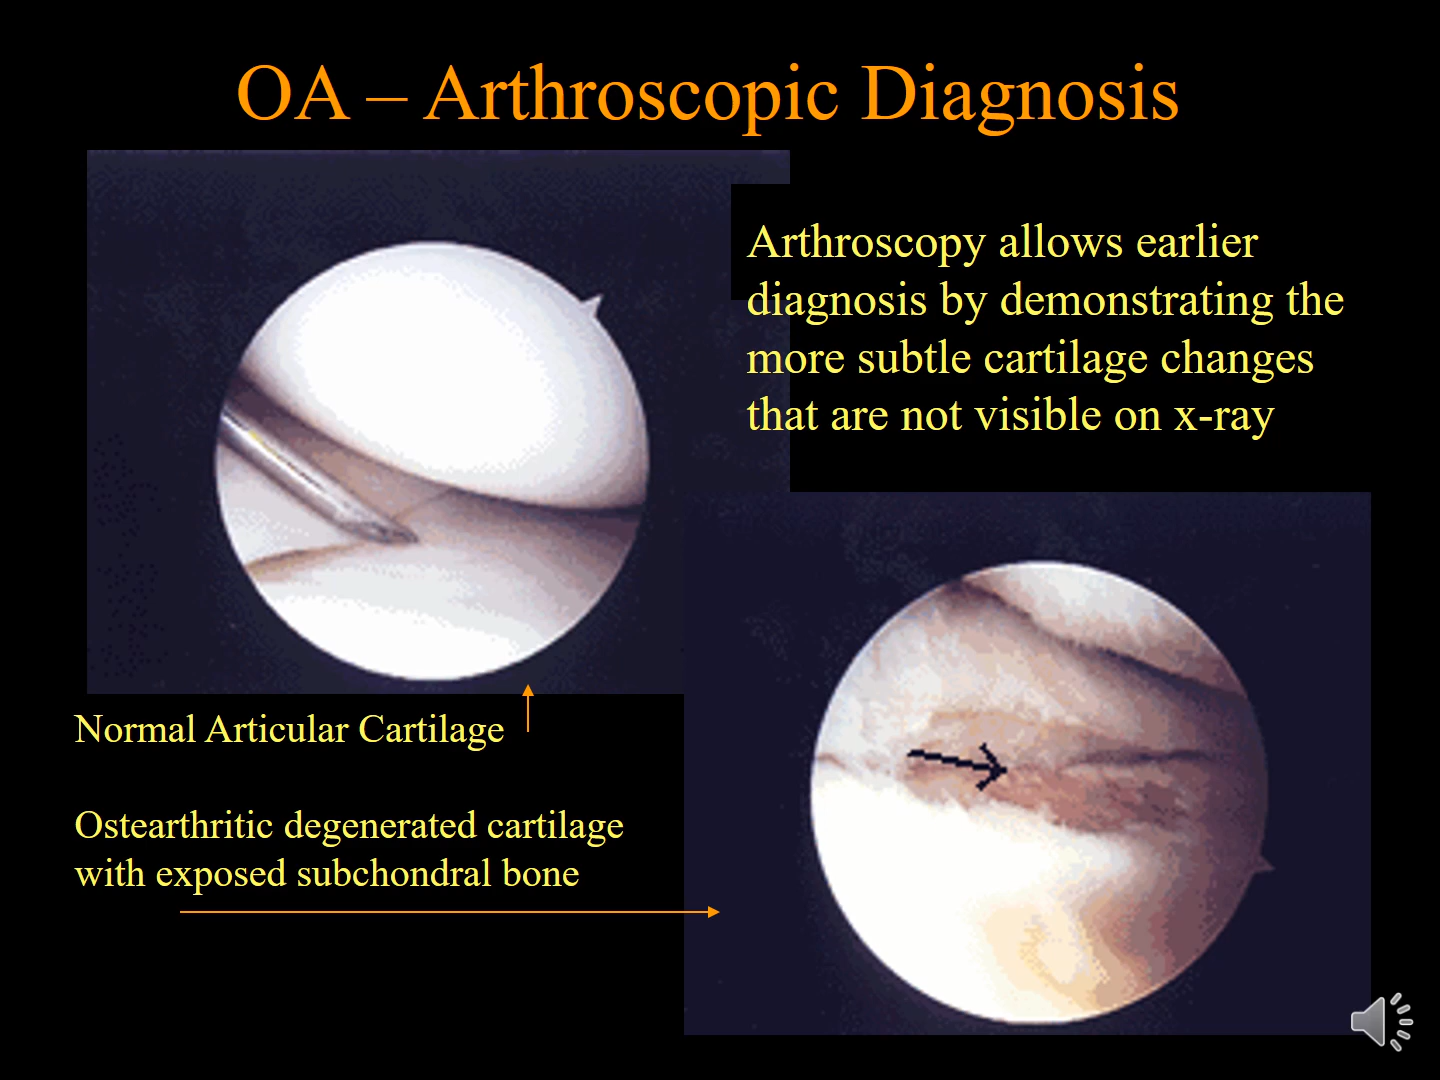 OA – Arthroscopic Diagnosis
Arthroscopy allows earlier
diagnosis by demonstrating the
more subtle cartilage changes
that are not visible on x-ray
Normal Articular Cartilage
Ostearthritic degenerated cartilage
with exposed subchondral bone